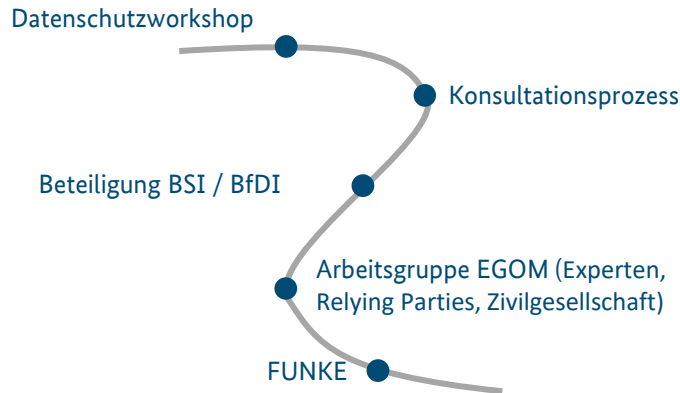 Datenschutzworkshop
Konsultationsprozess
Beteiligung BSI / BfDI
Arbeitsgruppe EGOM (Experten,
Relying Parties, Zivilgesellschaft)
FUNKE